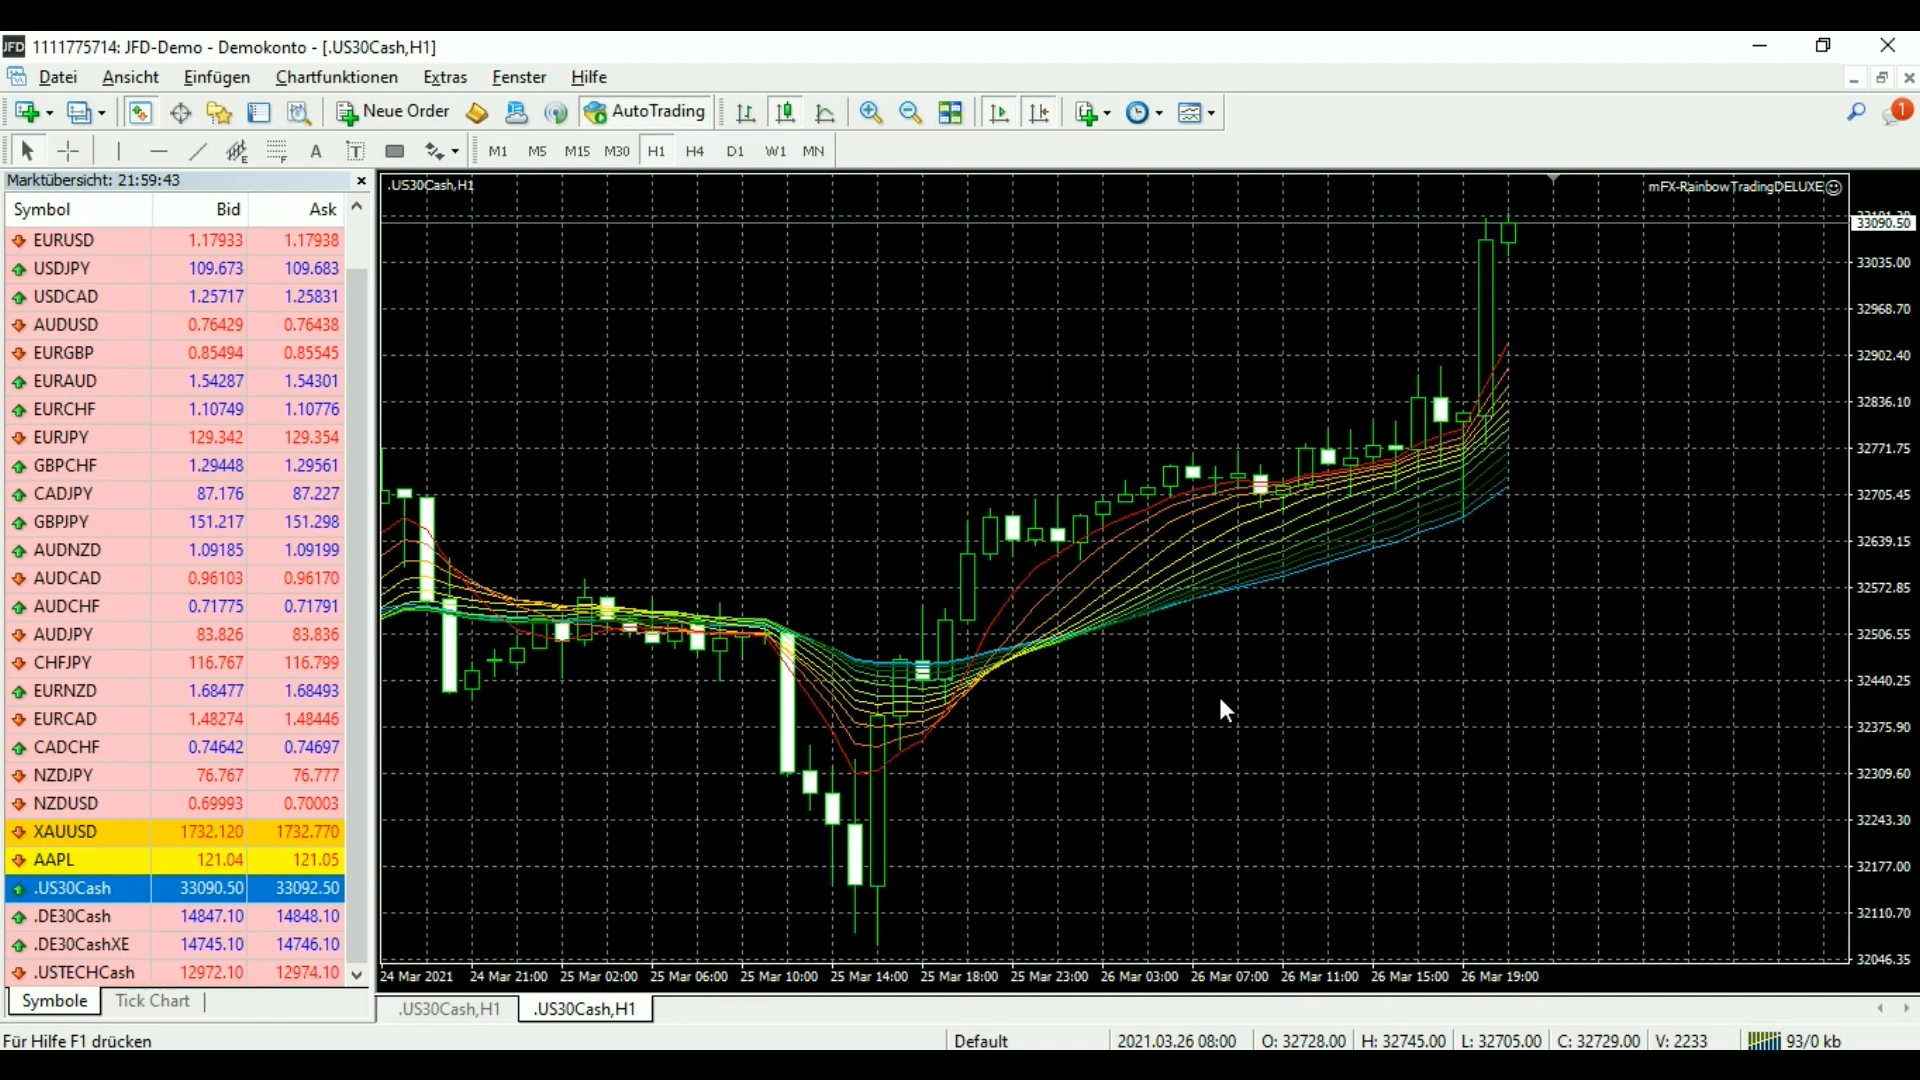 JFD 1111775714: JFD-Demo - Demokonto - [.US30Cash,H1]
Datei Ansicht Einfügen Chartfunktionen Extras Fenster Hilfe
Neue Order AutoTrading 1
A T M1 M5 M15 M30 H1 H4 D1 W1 MN
Marktübersicht: 21:59:43
Symbol Bid Ask
EURUSD 1.17933 1.17938
USDJPY 109.673 109.683
USDCAD 1.25717 1.25831
AUDUSD 0.76429 0.76438
EURGBP 0.85494 0.85545
EURAUD 1.54287 1.54301
EURCHF 1.10749 1.10776
EURJPY 129.342 129.354
GBPCHF 1.29448 1.29561
CADJPY 87.176 87.227
GBPJPY 151.217 151.298
AUDNZD 1.09185 1.09199
AUDCAD 0.96103 0.96170
AUDCHF 0.71775 0.71791
AUDJPY 83.826 83.836
CHFJPY 116.767 116.799
EURNZD 1.68477 1.68493
EURCAD 1.48274 1.48446
CADCHF 0.74642 0.74697
NZDJPY 76.767 76.777
NZDUSD 0.69993 0.70003
XAUUSD 1732.120 1732.770
AAPL 121.04 121.05
.US30Cash 33090.50 33092.50
.DE30Cash 14847.10 14848.10
.DE30CashXE 14745.10 14746.10
.USTECHCash 12972.10 12974.10
Symbole Tick Chart
.US30Cash,H1
mFX-RainbowTradingDELUXE
33090.50
33035.00
32968.70
32902.40
32836.10
32771.75
32705.45
32639.15
32572.85
32506.55
32440.25
32375.90
32309.60
32243.30
32177.00
32110.70
32046.35
24 Mar 2021 24 Mar 21:00 25 Mar 02:00 25 Mar 06:00 25 Mar 10:00 25 Mar 14:00 25 Mar 18:00 25 Mar 23:00 26 Mar 03:00 26 Mar 07:00 26 Mar 11:00 26 Mar 15:00 26 Mar 19:00
.US30Cash,H1 .US30Cash,H1
Für Hilfe F1 drücken Default 2021.03.26 08:00 O: 32728.00 H: 32745.00 L: 32705.00 C: 32729.00 V: 2233 93/0 kb